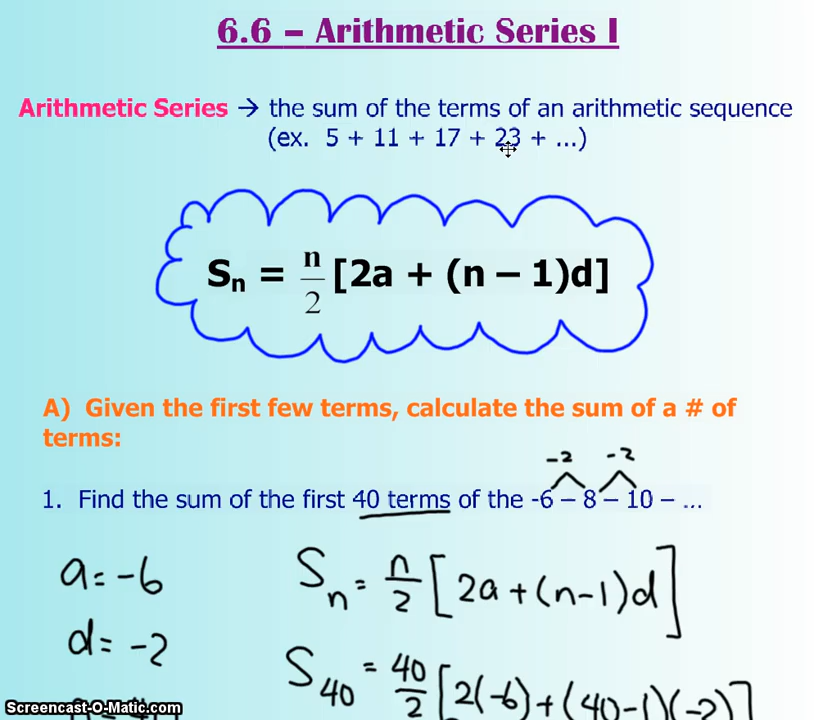 6.6 – Arithmetic Series I
Arithmetic Series → the sum of the terms of an arithmetic sequence
(ex. 5 + 11 + 17 + 23 + ...)
Sₙ = n/2 [2a + (n – 1)d]
A) Given the first few terms, calculate the sum of a # of
terms:
-2 -2
1. Find the sum of the first 40 terms of the -6 – 8 – 10 – ...
a = -6
Sₙ = n/2 [2a + (n-1)d]
d = -2
S₄₀ = 40/2 [2(-6) + (40-1)(-2)]
Screencast-O-Matic.com